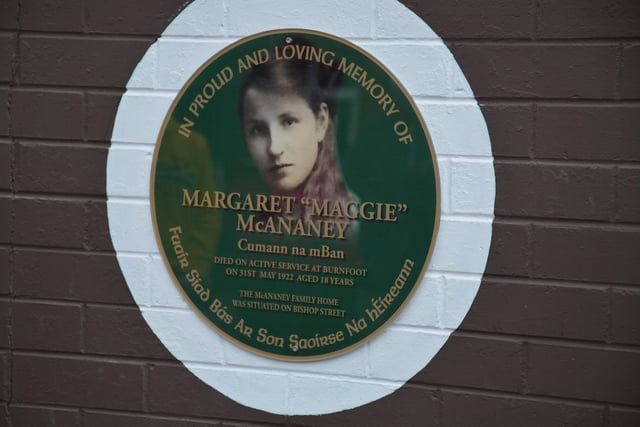 IN PROUD AND LOVING MEMORY OF
MARGARET "MAGGIE"
McANANEY
Cumann na mBan
DIED ON ACTIVE SERVICE AT BURNFOOT
ON 31ST MAY 1922 AGED 18 YEARS
THE McANANEY FAMILY HOME
WAS SITUATED ON BISHOP STREET
Fuair Siad Bás Ar Son Saoirse Na hÉireann